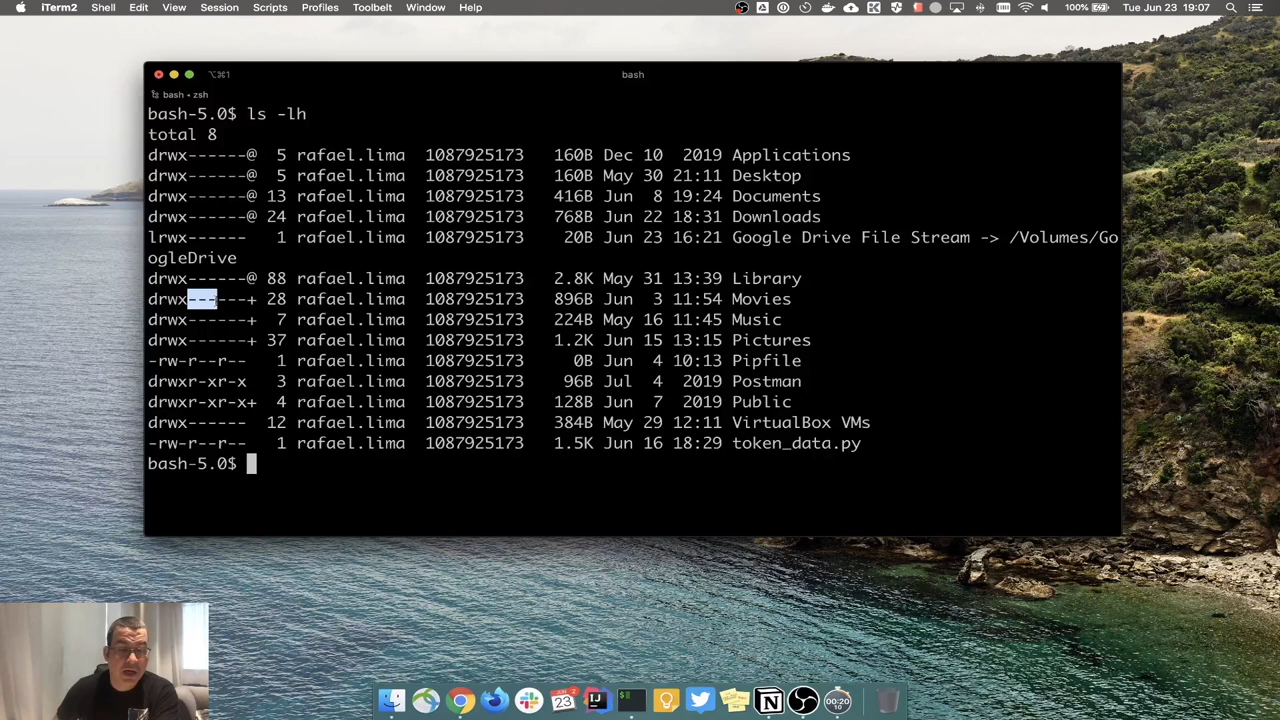 iTerm2 Shell Edit View Session Scripts Profiles Toolbelt Window Help 100% Tue Jun 23 19:07
⌥⌘1 bash
bash • zsh
bash-5.0$ ls -lh
total 8
drwx------@ 5 rafael.lima 1087925173 160B Dec 10 2019 Applications
drwx------@ 5 rafael.lima 1087925173 160B May 30 21:11 Desktop
drwx------@ 13 rafael.lima 1087925173 416B Jun 8 19:24 Documents
drwx------@ 24 rafael.lima 1087925173 768B Jun 22 18:31 Downloads
lrwx------ 1 rafael.lima 1087925173 20B Jun 23 16:21 Google Drive File Stream -> /Volumes/Go
ogleDrive
drwx------@ 88 rafael.lima 1087925173 2.8K May 31 13:39 Library
drwx------+ 28 rafael.lima 1087925173 896B Jun 3 11:54 Movies
drwx------+ 7 rafael.lima 1087925173 224B May 16 11:45 Music
drwx------+ 37 rafael.lima 1087925173 1.2K Jun 15 13:15 Pictures
-rw-r--r-- 1 rafael.lima 1087925173 0B Jun 4 10:13 Pipfile
drwxr-xr-x 3 rafael.lima 1087925173 96B Jul 4 2019 Postman
drwxr-xr-x+ 4 rafael.lima 1087925173 128B Jun 7 2019 Public
drwx------ 12 rafael.lima 1087925173 384B May 29 12:11 VirtualBox VMs
-rw-r--r-- 1 rafael.lima 1087925173 1.5K Jun 16 18:29 token_data.py
bash-5.0$
23
00:20